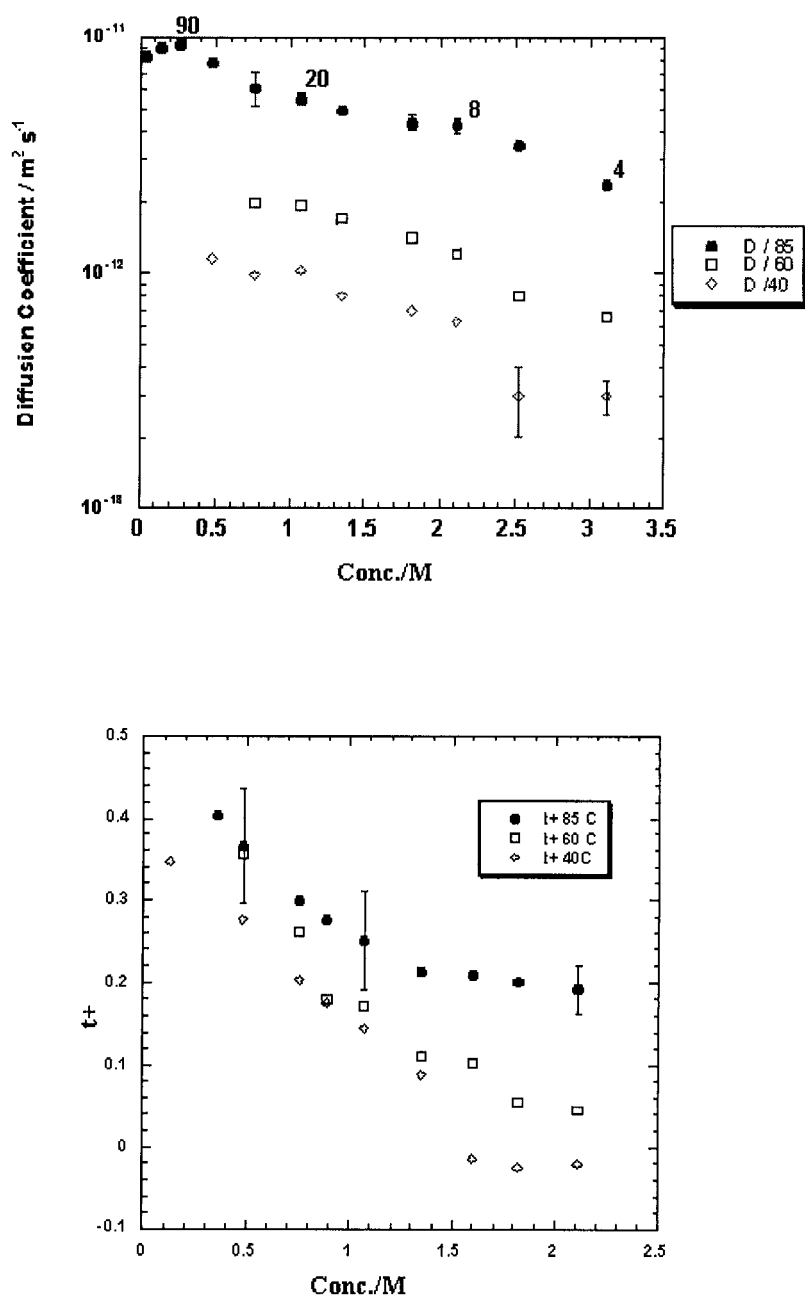 90
10⁻¹¹
20
8
4
Diffusion Coefficient / m² s⁻¹
D / 85
D / 60
D /40
10⁻¹²
10⁻¹³
0 0.5 1 1.5 2 2.5 3 3.5
Conc./M
0.5
0.4
0.3
0.2
0.1
0
-0.1
t+
t+ 85 C
t+ 60 C
t+ 40C
0 0.5 1 1.5 2 2.5
Conc./M